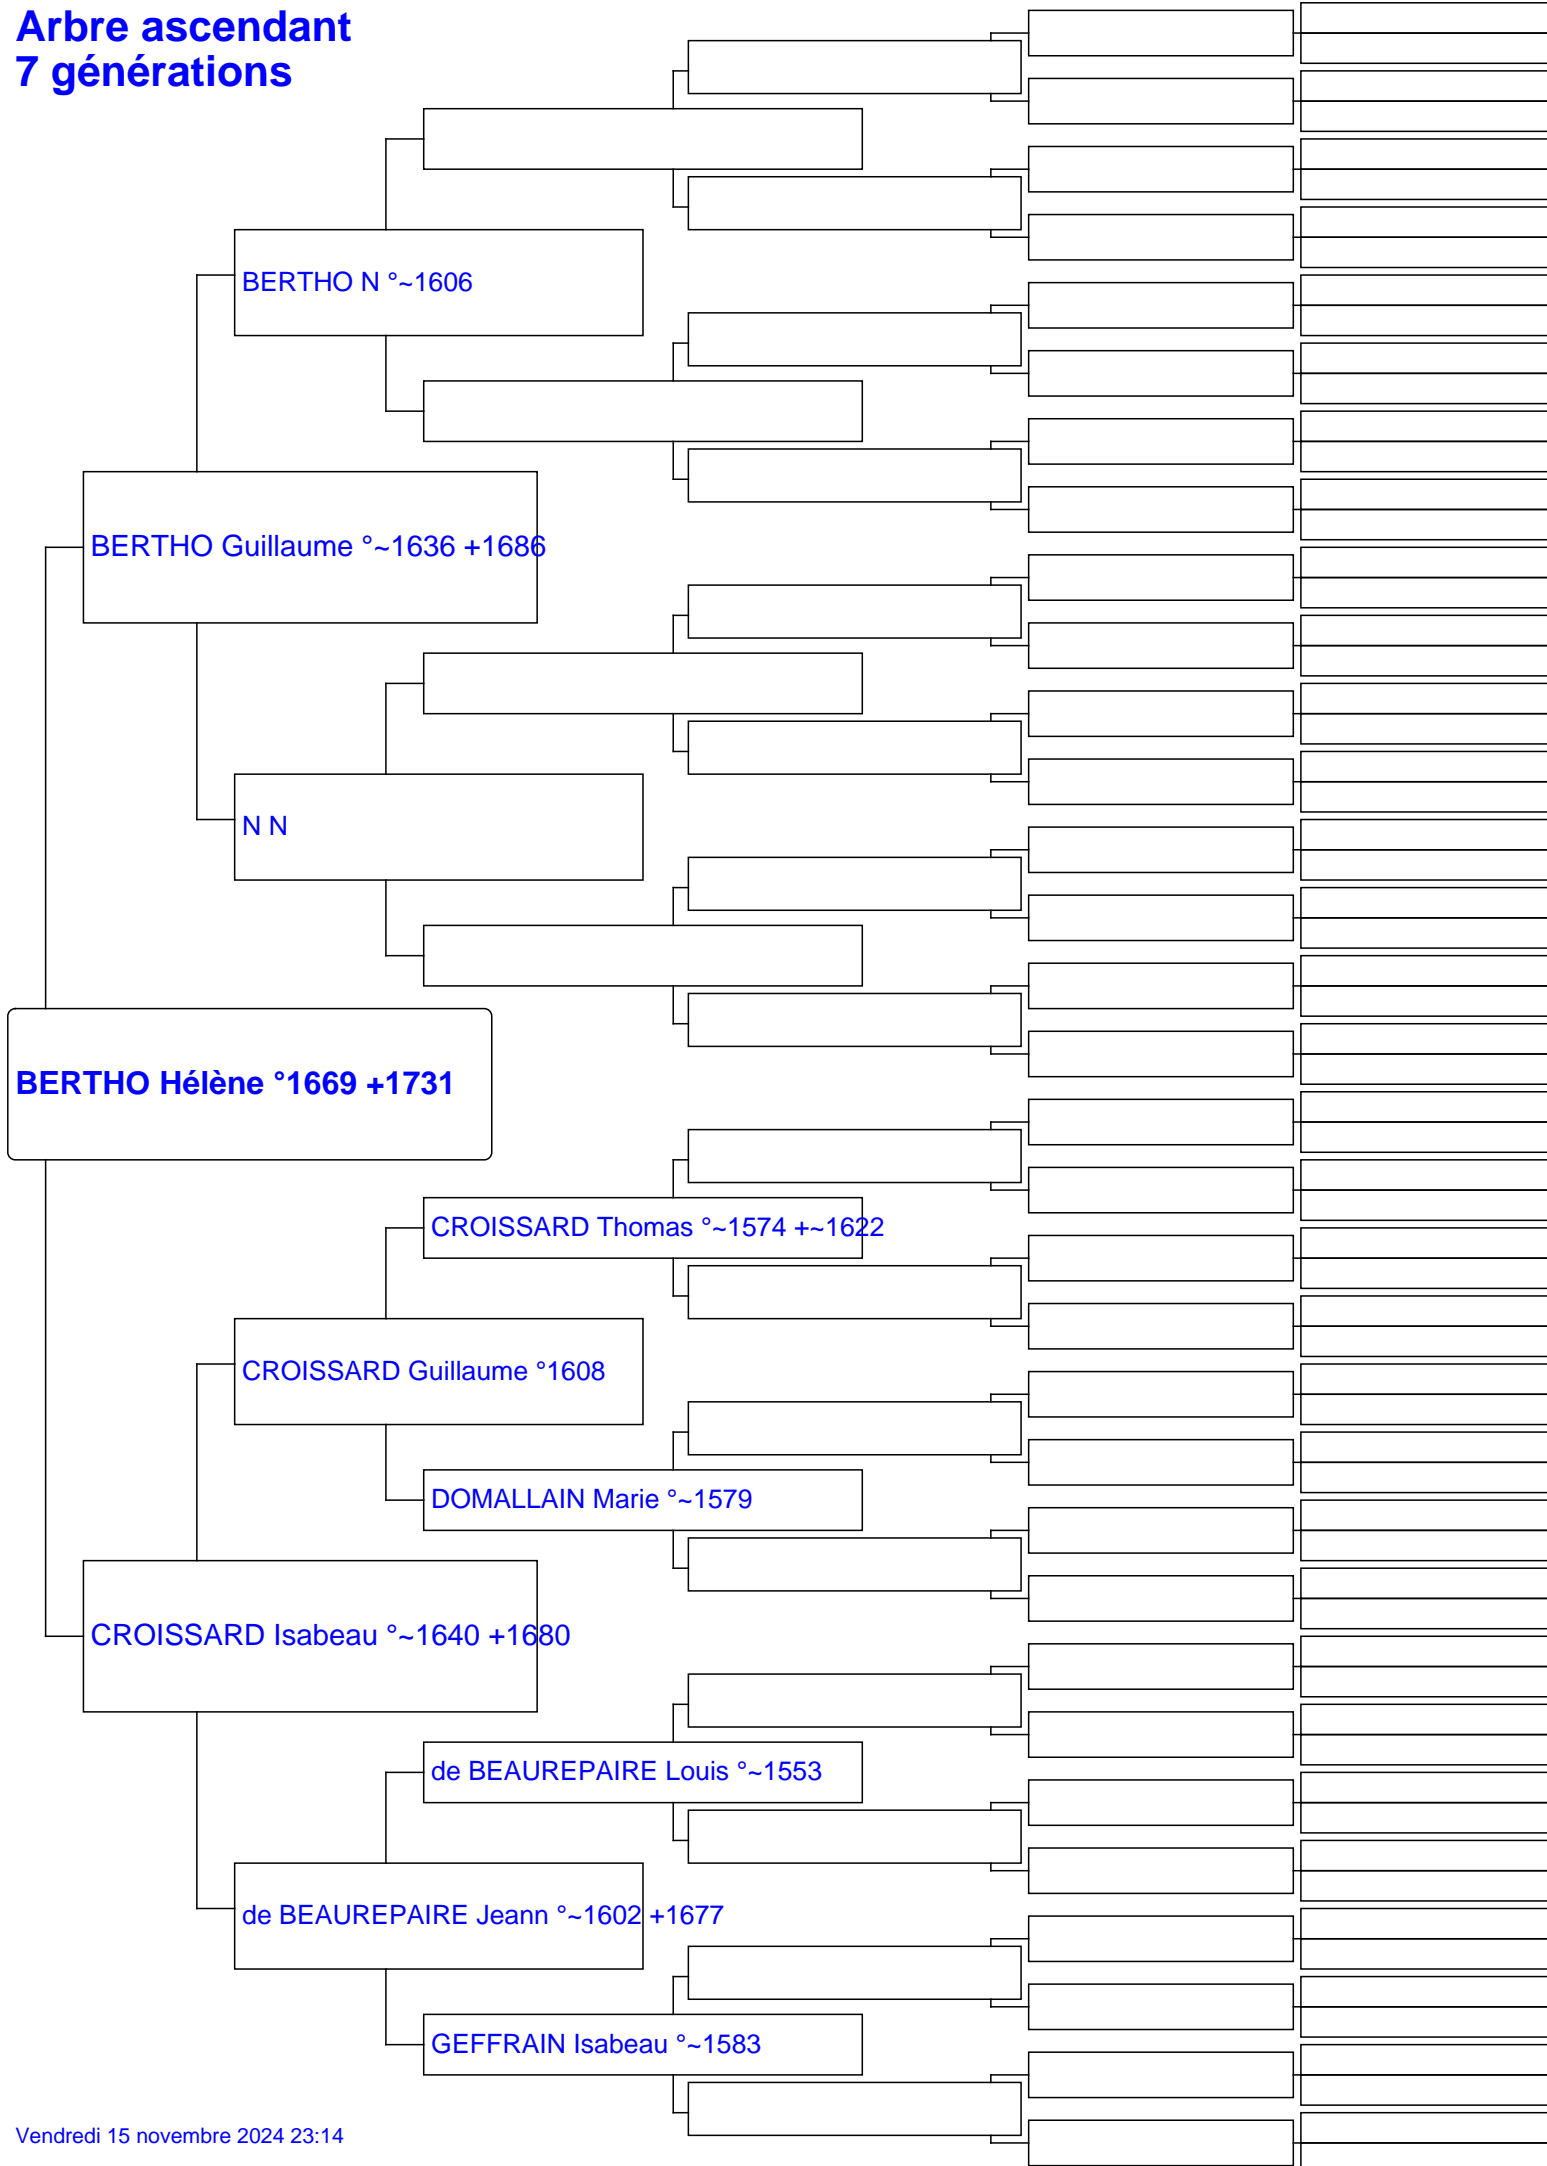 Arbre ascendant
7 générations
BERTHO N °~1606
BERTHO Guillaume °~1636 +1686
N N
BERTHO Hélène °1669 +1731
CROISSARD Thomas °~1574 +~1622
CROISSARD Guillaume °1608
DOMALLAIN Marie °~1579
CROISSARD Isabeau °~1640 +1680
de BEAUREPAIRE Louis °~1553
de BEAUREPAIRE Jeann °~1602 +1677
GEFFRAIN Isabeau °~1583
Vendredi 15 novembre 2024 23:14